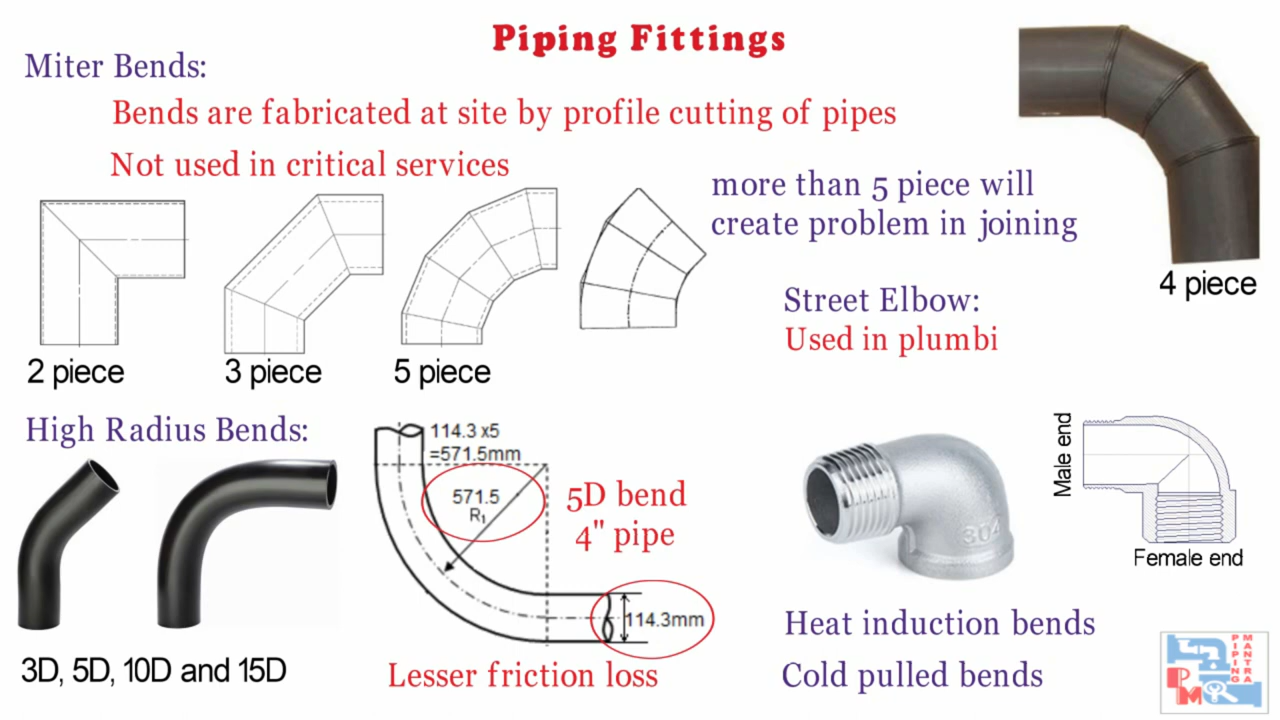 Piping Fittings
Miter Bends:
Bends are fabricated at site by profile cutting of pipes
Not used in critical services
more than 5 piece will
create problem in joining
4 piece
2 piece
3 piece
5 piece
Street Elbow:
Used in plumbi
High Radius Bends:
114.3 x5
=571.5mm
571.5
R₁
5D bend
4" pipe
114.3mm
Lesser friction loss
3D, 5D, 10D and 15D
304
Male end
Female end
Heat induction bends
Cold pulled bends
PIPING
MANTRA
PM